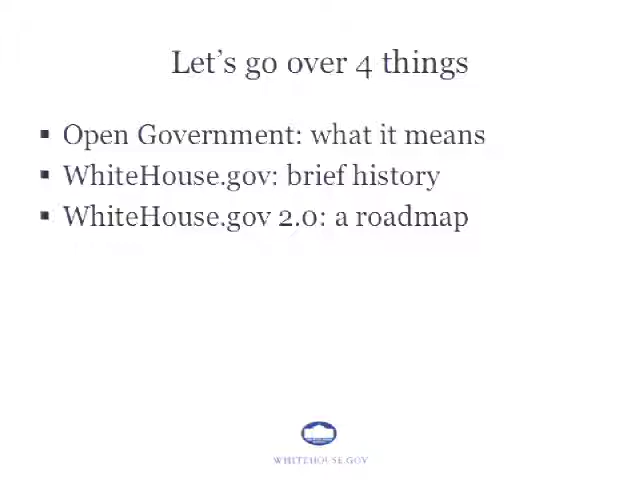 Let's go over 4 things
▪ Open Government: what it means
▪ WhiteHouse.gov: brief history
▪ WhiteHouse.gov 2.0: a roadmap
WHITEHOUSE.GOV